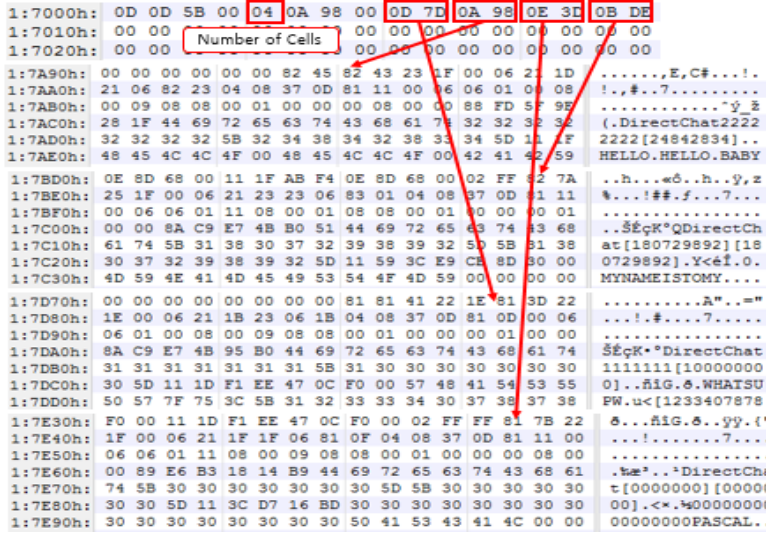 1:7000h: 0D 0D 5B 00 04 0A 98 00 0D 7D 0A 98 0E 3D 0B DB
1:7010h: 00 00 00 00 00 00 00 00 00 00
Number of Cells
1:7020h: 00 00 00 00 00 00 00 00 00 00
1:7A90h: 00 00 00 00 00 00 82 45 82 43 23 1F 00 06 21 1D ......,E,C#...!.
1:7AA0h: 21 06 82 23 04 08 37 0D 81 11 00 06 06 01 00 08 !.,#..7.........
1:7AB0h: 00 09 08 08 00 01 00 00 00 08 00 00 88 FD 5F 9E ............ˆý_ž
1:7AC0h: 28 1F 44 69 72 65 63 74 43 68 61 74 32 32 32 32 (.DirectChat2222
1:7AD0h: 32 32 32 32 5B 32 34 38 34 32 38 33 34 5D 11 1F 2222[24842834]..
1:7AE0h: 48 45 4C 4C 4F 00 48 45 4C 4C 4F 00 42 41 42 59 HELLO.HELLO.BABY
1:7BD0h: 0E 8D 68 00 11 1F AB F4 0E 8D 68 00 02 FF 82 7A ..h...«ô..h..ÿ,z
1:7BE0h: 25 1F 00 06 21 23 23 06 83 01 04 08 37 0D 81 11 %...!##.ƒ...7...
1:7BF0h: 00 06 06 01 11 08 00 01 08 08 00 01 00 00 00 01 ................
1:7C00h: 00 00 8A C9 E7 4B B0 51 44 69 72 65 63 74 43 68 ..ŠÉçK°QDirectCh
1:7C10h: 61 74 5B 31 38 30 37 32 39 38 39 32 5D 5B 31 38 at[180729892][18
1:7C20h: 30 37 32 39 38 39 32 5D 11 59 3C E9 CE 8D 30 00 0729892].Y<éÎ.0.
1:7C30h: 4D 59 4E 41 4D 45 49 53 54 4F 4D 59 00 00 00 00 MYNAMEISTOMY....
1:7D70h: 00 00 00 00 00 00 00 00 81 81 41 22 1E 81 3D 22 ..........A"..="
1:7D80h: 1E 00 06 21 1B 23 06 1B 04 08 37 0D 81 0D 00 06 ...!.#....7.....
1:7D90h: 06 01 00 08 00 09 08 08 00 01 00 00 00 01 00 00 ................
1:7DA0h: 8A C9 E7 4B 95 B0 44 69 72 65 63 74 43 68 61 74 ŠÉçK•°DirectChat
1:7DB0h: 31 31 31 31 31 31 31 5B 31 30 30 30 30 30 30 30 1111111[10000000
1:7DC0h: 30 5D 11 1D F1 EE 47 0C F0 00 57 48 41 54 53 55 0]..ñîG.ð.WHATSU
1:7DD0h: 50 57 7F 75 3C 5B 31 32 33 33 34 30 37 38 37 38 PW.u<[1233407878
1:7E30h: F0 00 11 1D F1 EE 47 0C F0 00 02 FF FF 81 7B 22 ð...ñîG.ð..ÿÿ.{"
1:7E40h: 1F 00 06 21 1F 1F 06 81 0F 04 08 37 0D 81 11 00 ...!.......7....
1:7E50h: 06 06 01 11 08 00 09 08 08 00 01 00 00 00 08 00 ................
1:7E60h: 00 89 E6 B3 18 14 B9 44 69 72 65 63 74 43 68 61 .‰æ³..¹DirectCha
1:7E70h: 74 5B 30 30 30 30 30 30 30 5D 5B 30 30 30 30 30 t[0000000][00000
1:7E80h: 30 30 5D 11 3C D7 16 BD 30 30 30 30 30 30 30 30 00].<×.½00000000
1:7E90h: 30 30 30 30 30 30 30 30 50 41 53 43 41 4C 00 00 00000000PASCAL..